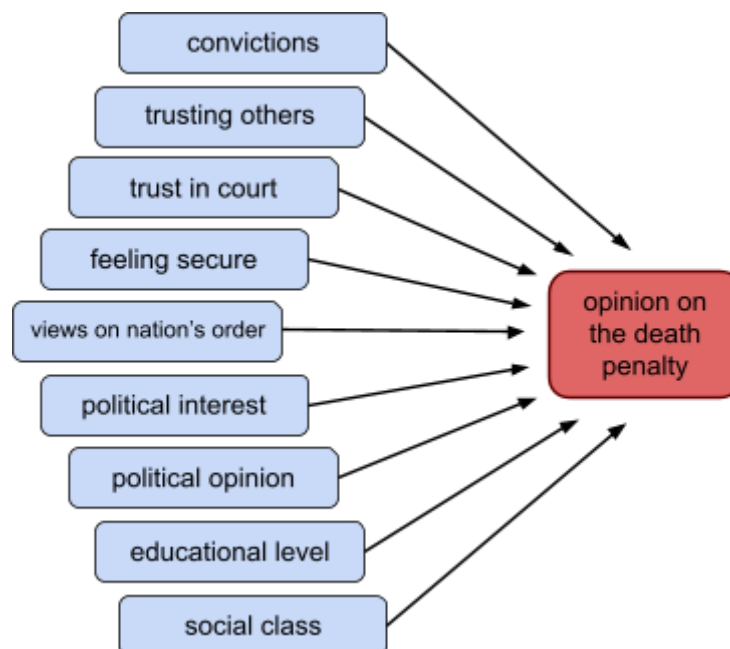 convictions
trusting others
trust in court
feeling secure
views on nation's order
political interest
political opinion
educational level
social class
opinion on
the death
penalty